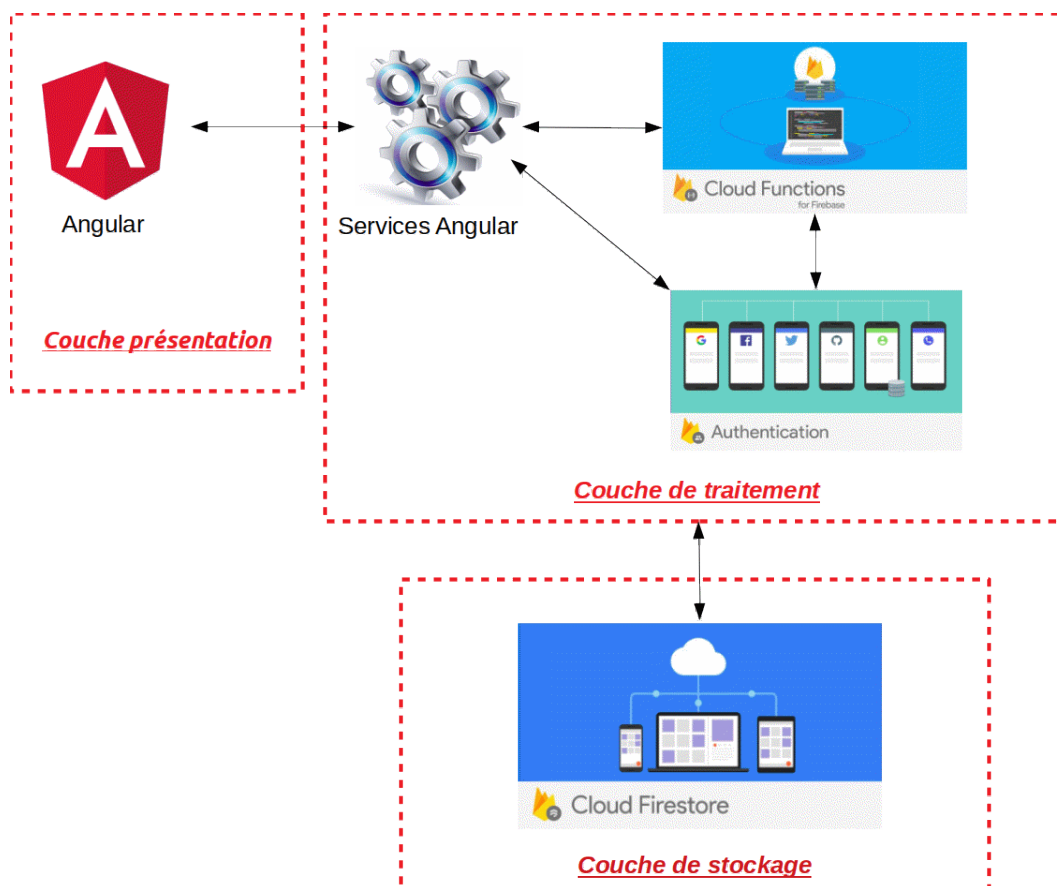 Angular
Services Angular
Cloud Functions
for Firebase
Couche présentation
Authentication
Couche de traitement
Cloud Firestore
Couche de stockage